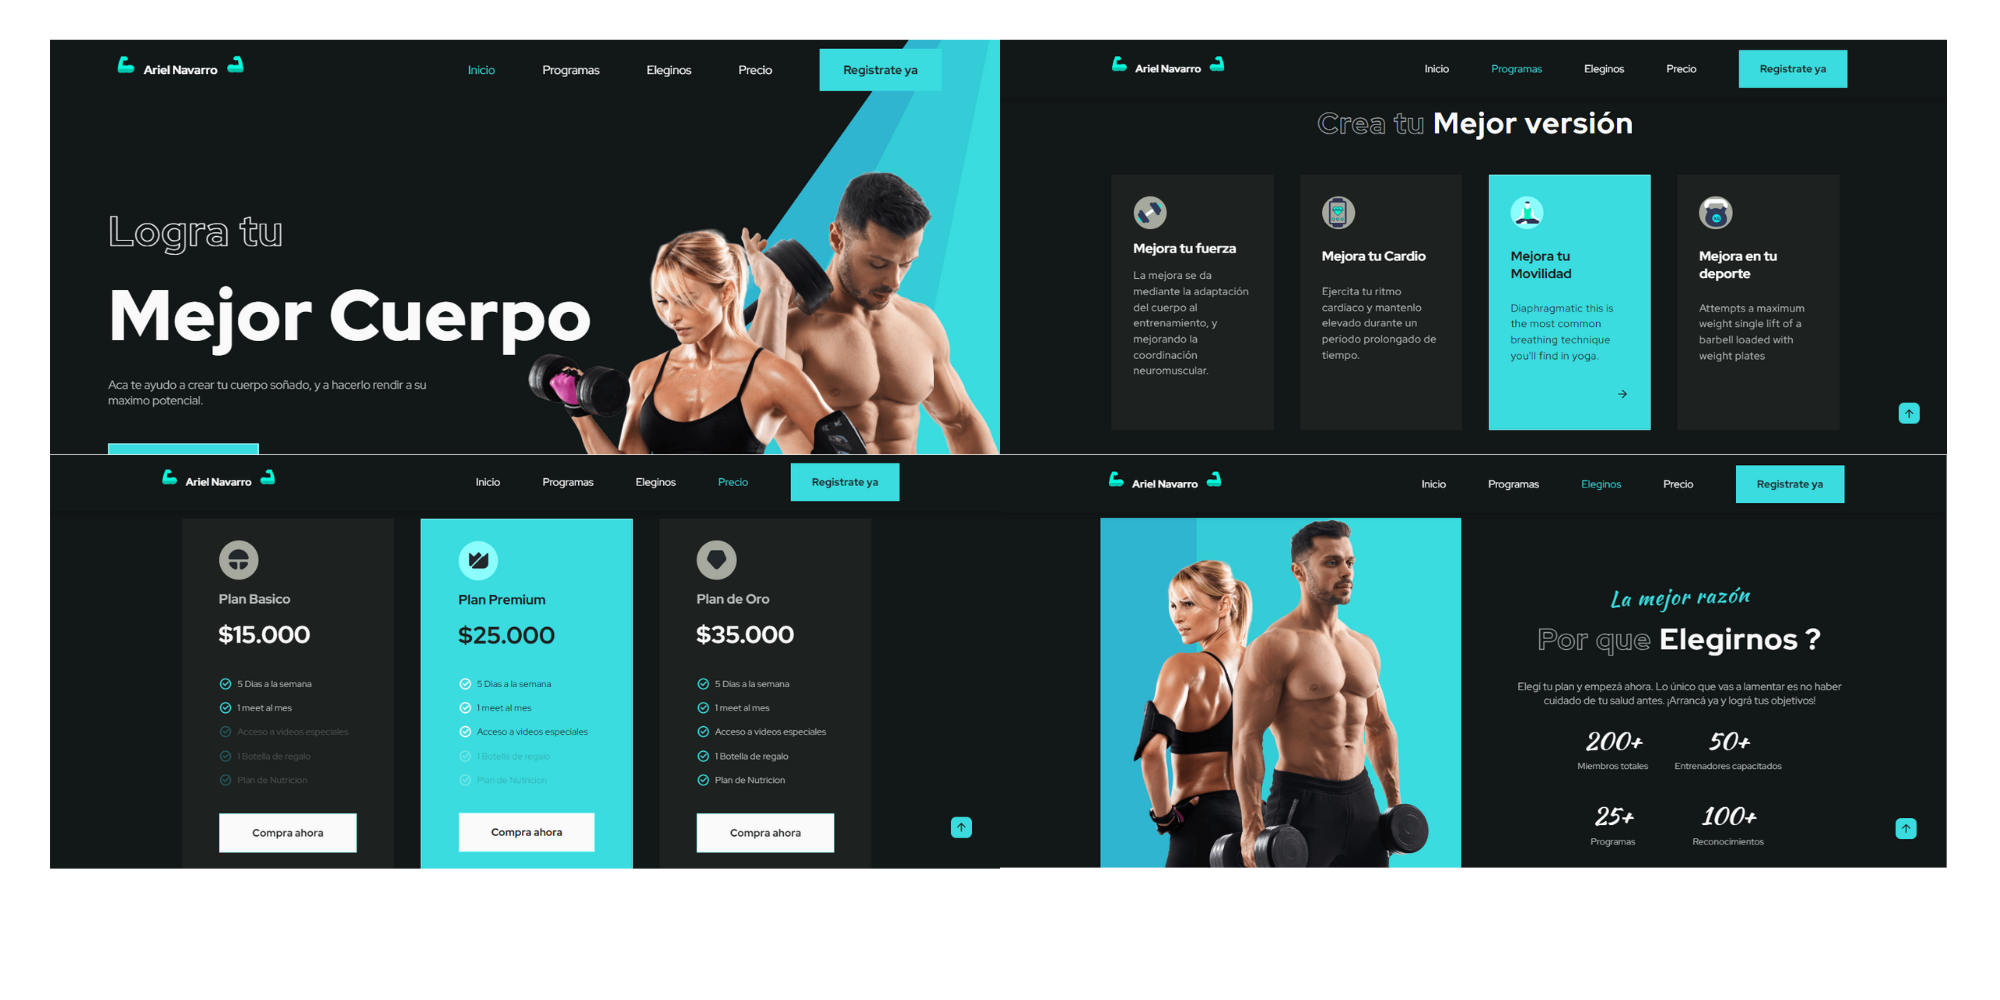 Ariel Navarro
Inicio
Programas
Eleginos
Precio
Registrate ya
Logra tu
Mejor Cuerpo
Aca te ayudo a crear tu cuerpo soñado, y a hacerlo rendir a su
maximo potencial.
Ariel Navarro
Inicio
Programas
Eleginos
Precio
Registrate ya
Crea tu Mejor versión
Mejora tu fuerza
La mejora se da
mediante la adaptación
del cuerpo al
entrenamiento, y
mejorando la
coordinación
neuromuscular.
Mejora tu Cardio
Ejercita tu ritmo
cardiaco y mantenlo
elevado durante un
período prolongado de
tiempo.
Mejora tu
Movilidad
Diaphragmatic this is
the most common
breathing technique
you'll find in yoga.
Mejora en tu
deporte
Attempts a maximum
weight single lift of a
barbell loaded with
weight plates
Ariel Navarro
Inicio
Programas
Eleginos
Precio
Registrate ya
Plan Basico
$15.000
5 Dias a la semana
1 meet al mes
Acceso a videos especiales
1 Botella de regalo
Plan de Nutricion
Compra ahora
Plan Premium
$25.000
5 Dias a la semana
1 meet al mes
Acceso a videos especiales
1 Botella de regalo
Plan de Nutricion
Compra ahora
Plan de Oro
$35.000
5 Dias a la semana
1 meet al mes
Acceso a videos especiales
1 Botella de regalo
Plan de Nutricion
Compra ahora
Ariel Navarro
Inicio
Programas
Eleginos
Precio
Registrate ya
La mejor razón
Por que Elegirnos ?
Elegí tu plan y empezá ahora. Lo único que vas a lamentar es no haber
cuidado de tu salud antes. ¡Arrancá ya y lográ tus objetivos!
200+
Miembros totales
50+
Entrenadores capacitados
25+
Programas
100+
Reconocimientos